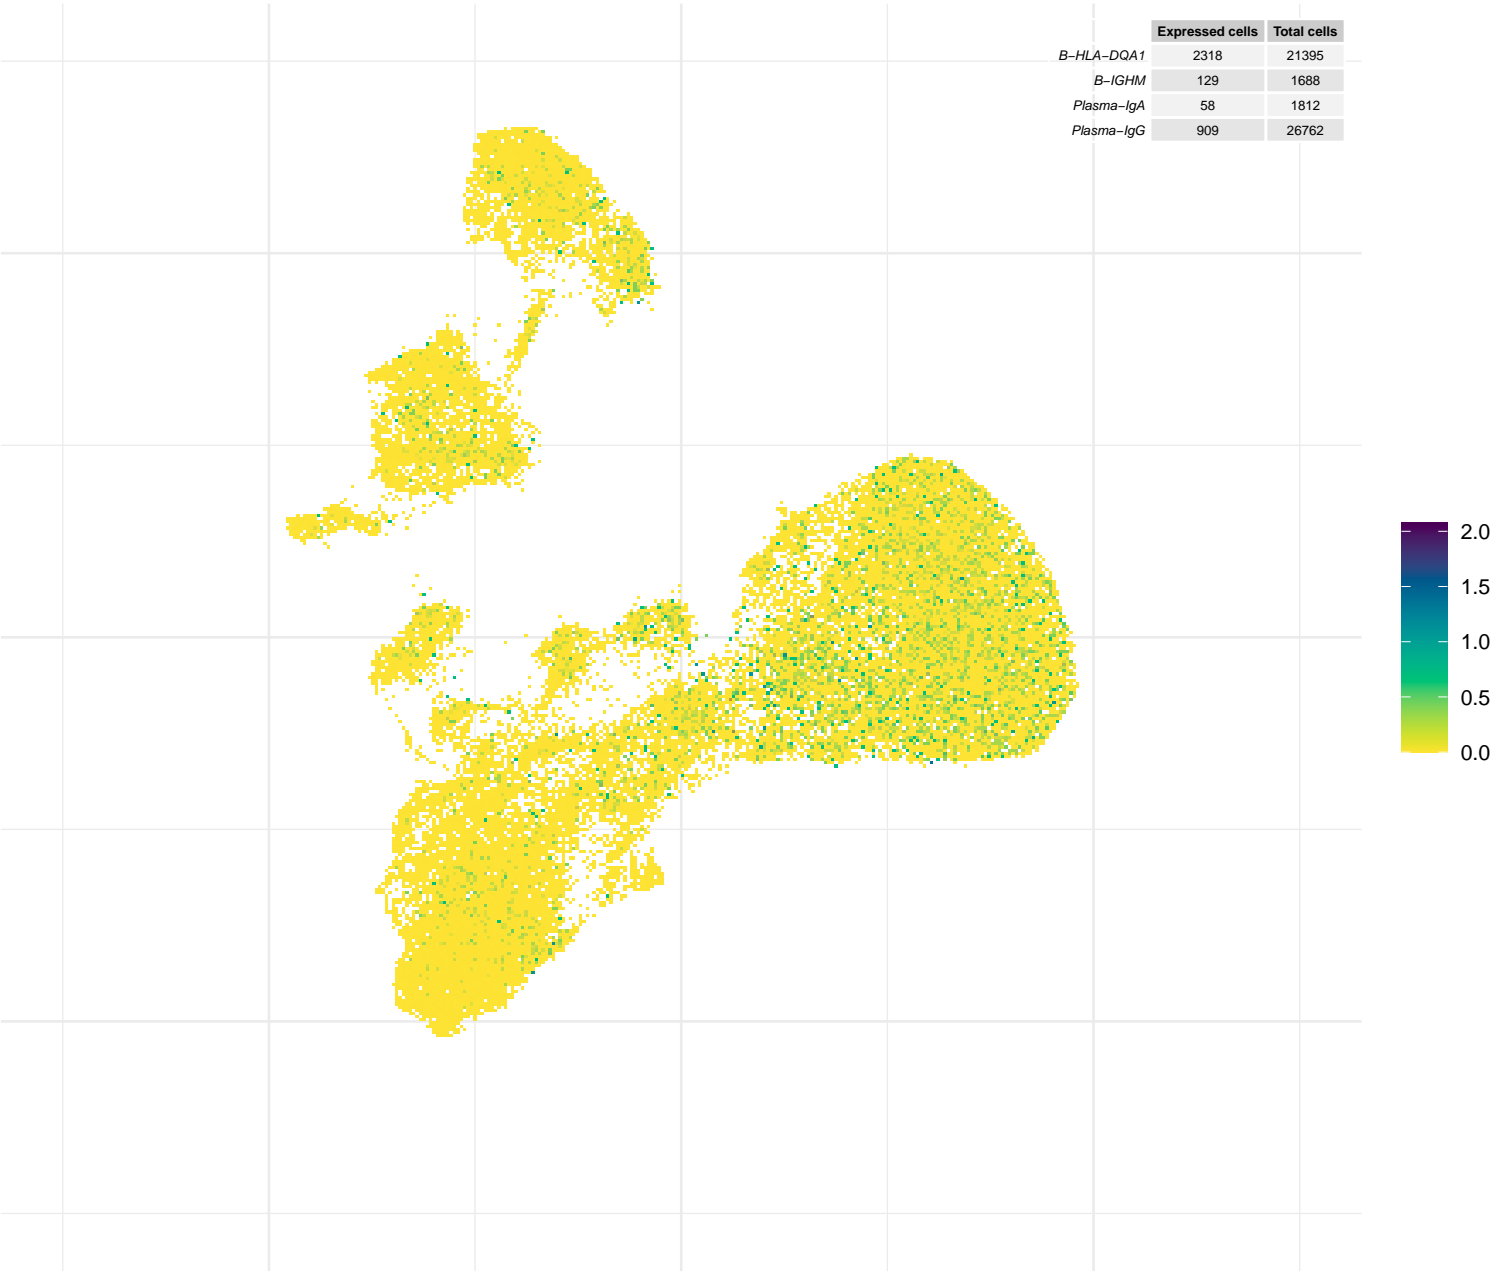 Expressed cells Total cells
B−HLA−DQA1 2318 21395
B−IGHM 129 1688
Plasma−IgA 58 1812
Plasma−IgG 909 26762
2.0
1.5
1.0
0.5
0.0